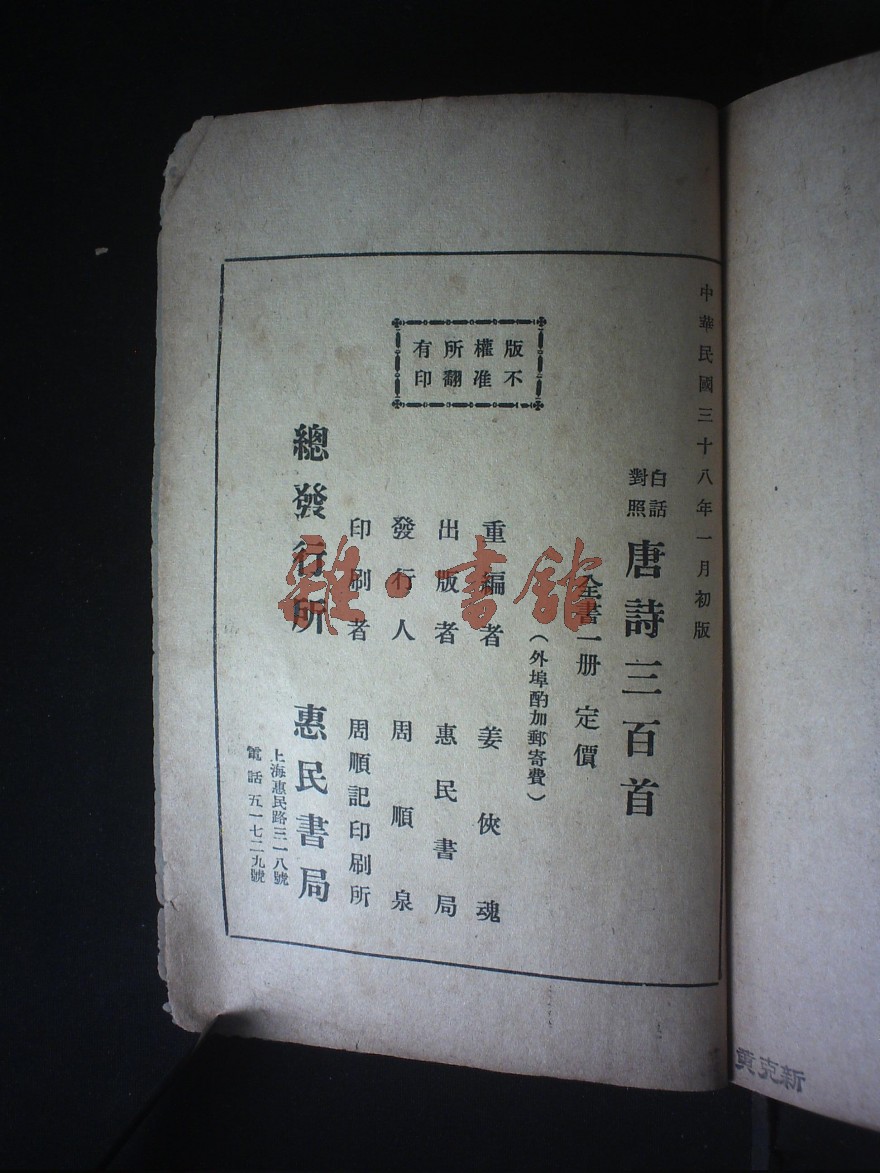 中華民國三十八年一月初版
白話
對照
唐詩三百首
全書一册 定價
（外埠酌加郵寄費）
版權所有
不准翻印
重編者 姜俠魂
出版者 惠民書局
發行人 周順泉
印刷者 周順記印刷所
總發行所 惠民書局
上海惠民路三一八號
電話五一七二九號
雜·書館
新克賁